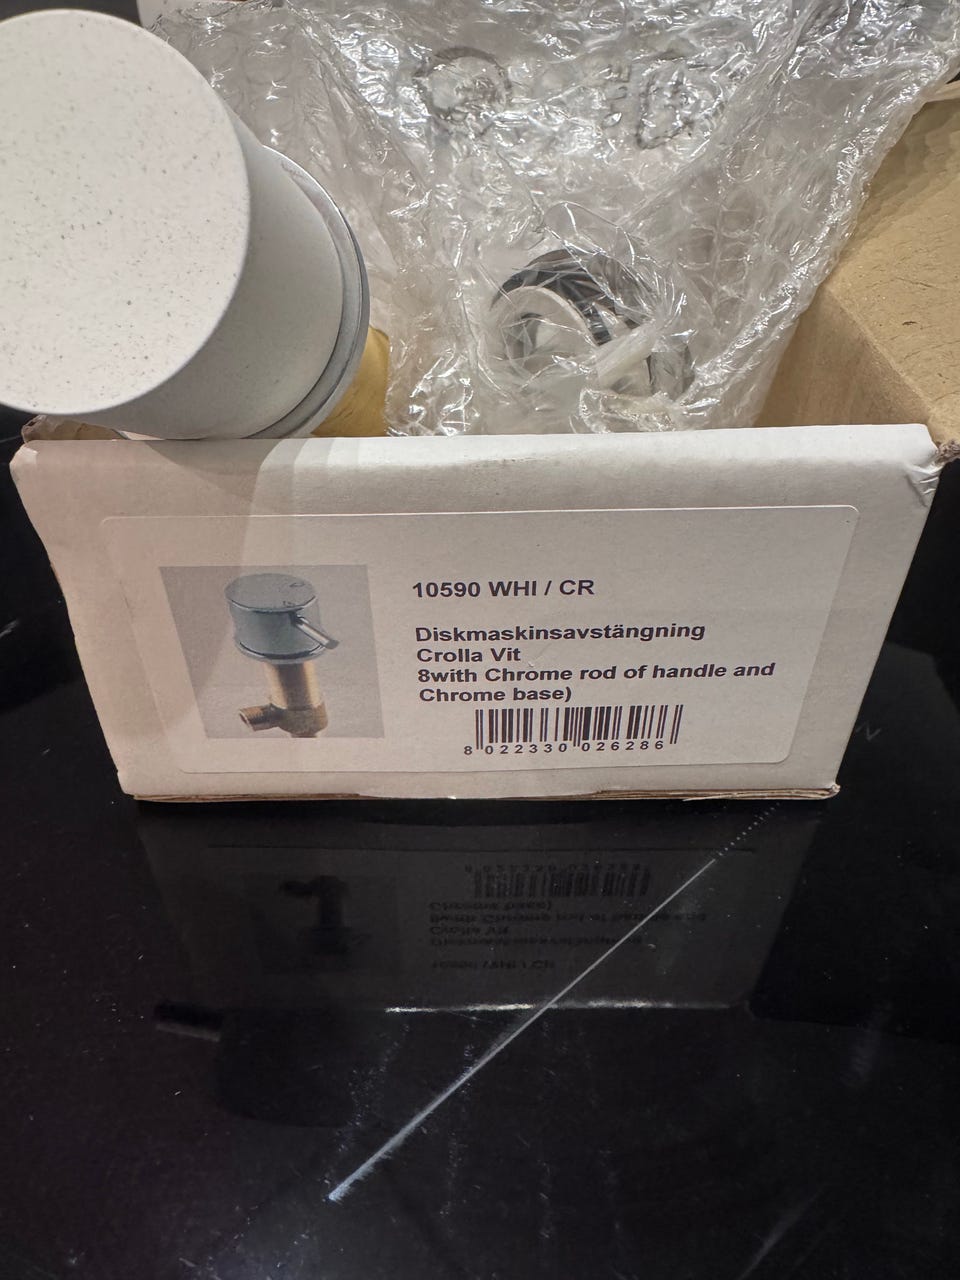 10590 WHI / CR
Diskmaskinsavstängning
Crolla Vit
8with Chrome rod of handle and
Chrome base)
8 022330 026286